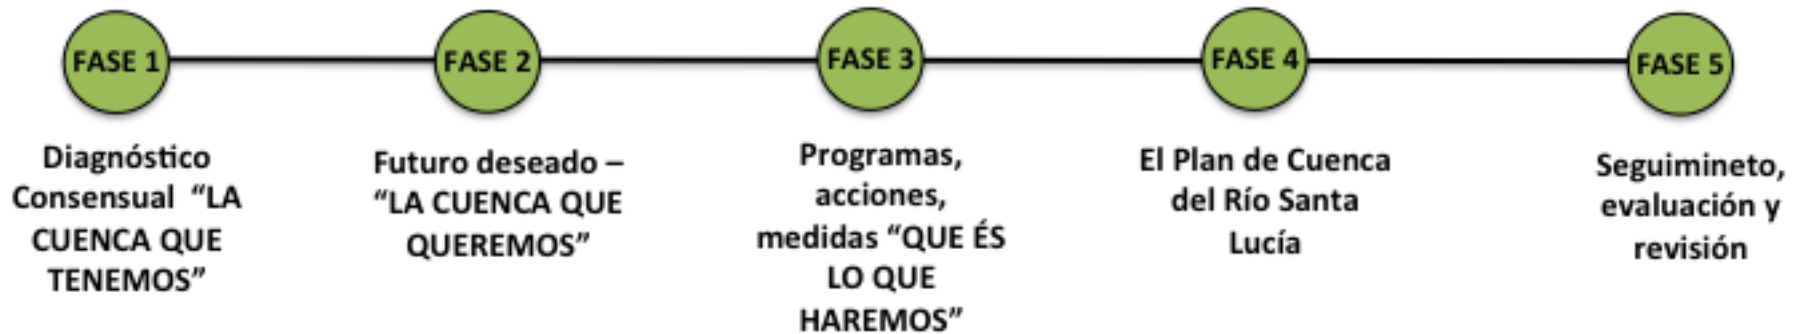 FASE 1
Diagnóstico
Consensual “LA
CUENCA QUE
TENEMOS”
FASE 2
Futuro deseado –
“LA CUENCA QUE
QUEREMOS”
FASE 3
Programas,
acciones,
medidas “QUE ÉS
LO QUE
HAREMOS”
FASE 4
El Plan de Cuenca
del Río Santa
Lucía
FASE 5
Seguimineto,
evaluación y
revisión